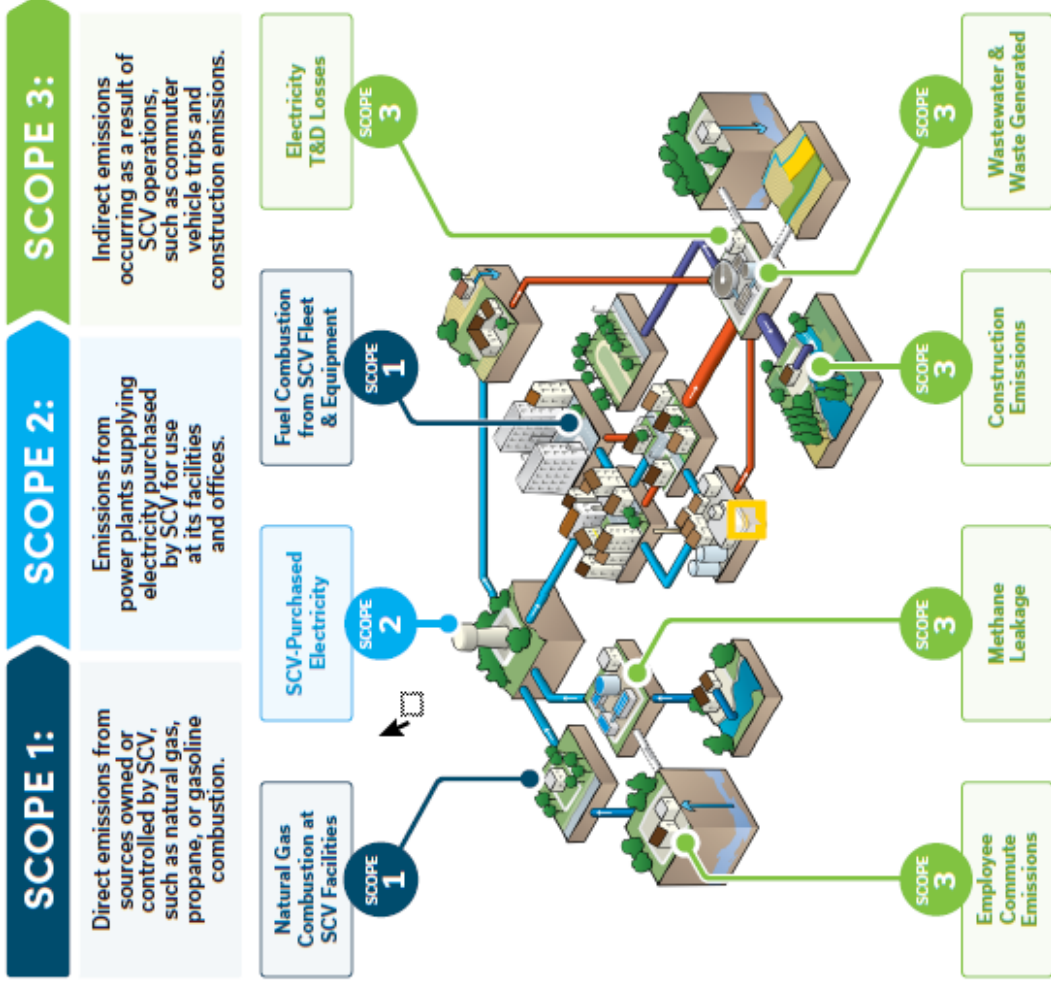 SCOPE 1:
Direct emissions from
sources owned or
controlled by SCV,
such as natural gas,
propane, or gasoline
combustion.
SCOPE 2:
Emissions from
power plants supplying
electricity purchased
by SCV for use
at its facilities
and offices.
SCOPE 3:
Indirect emissions
occurring as a result of
SCV operations,
such as commuter
vehicle trips and
construction emissions.
Natural Gas
Combustion at
SCV Facilities
SCOPE
1
SCV-Purchased
Electricity
SCOPE
2
Fuel Combustion
from SCV Fleet
& Equipment
SCOPE
1
Electricity
T&D Losses
SCOPE
3
SCOPE
3
Employee
Commute
Emissions
SCOPE
3
Methane
Leakage
SCOPE
3
Construction
Emissions
SCOPE
3
Wastewater &
Waste Generated